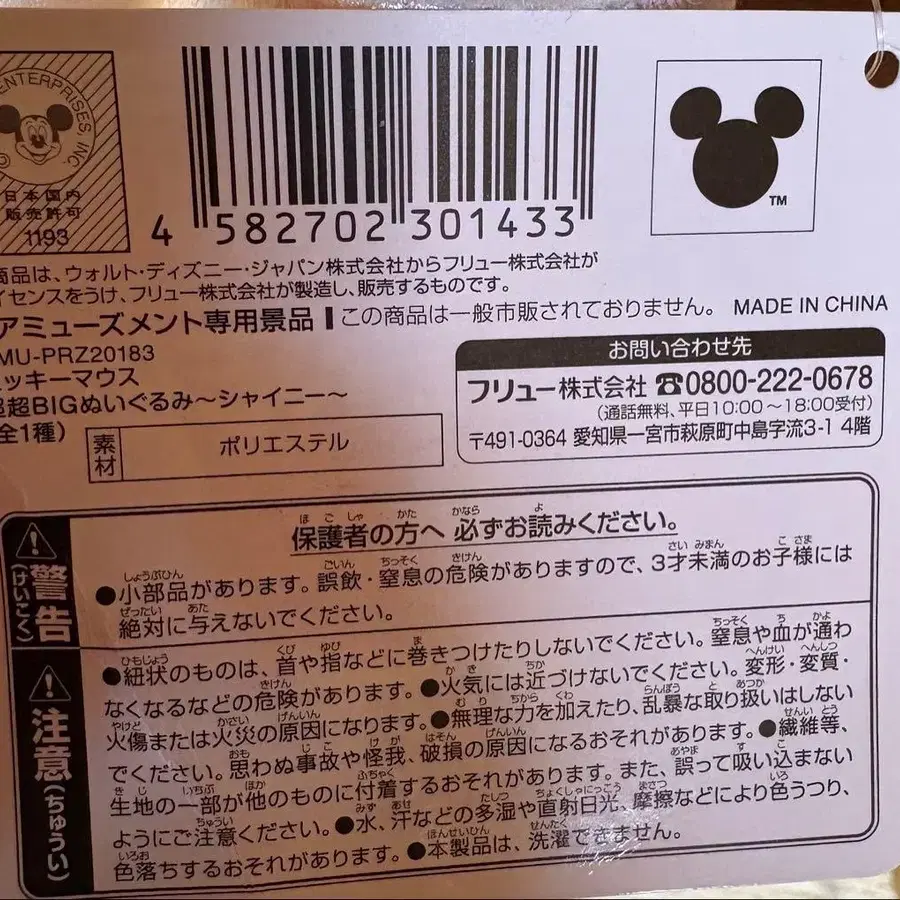 ENTERPRISES, INC.
日本国内
販売許可
1193
4 582702 301433
TM
商品は、ウォルト・ディズニー・ジャパン株式会社からフリュー株式会社が
イセンスをうけ、フリュー株式会社が製造し、販売するものです。
アミューズメント専用景品 この商品は一般市販されておりません。 MADE IN CHINA
MU-PRZ20183
ッキーマウス
超超BIGぬいぐるみ～シャイニー～
全1種)
素材 ポリエステル
お問い合わせ先
フリュー株式会社 ☎0800-222-0678
(通話無料、平日10:00～18:00受付)
〒491-0364 愛知県一宮市萩原町中島字流3-1 4階
保護者の方へ 必ずお読みください。
警告(けいこく)
●小部品があります。誤飲・窒息の危険がありますので、3才未満のお子様には
絶対に与えないでください。
注意(ちゅうい)
●紐状のものは、首や指などに巻きつけたりしないでください。窒息や血が通わ
なくなるなどの危険があります。●火気には近づけないでください。変形・変質・
火傷または火災の原因になります。●無理な力を加えたり、乱暴な取り扱いはしない
でください。思わぬ事故や怪我、破損の原因になるおそれがあります。●繊維等、
生地の一部が他のものに付着するおそれがあります。また、誤って吸い込まない
ようにご注意ください。●水、汗などの多湿や直射日光、摩擦などにより色うつり、
色落ちするおそれがあります。●本製品は、洗濯できません。